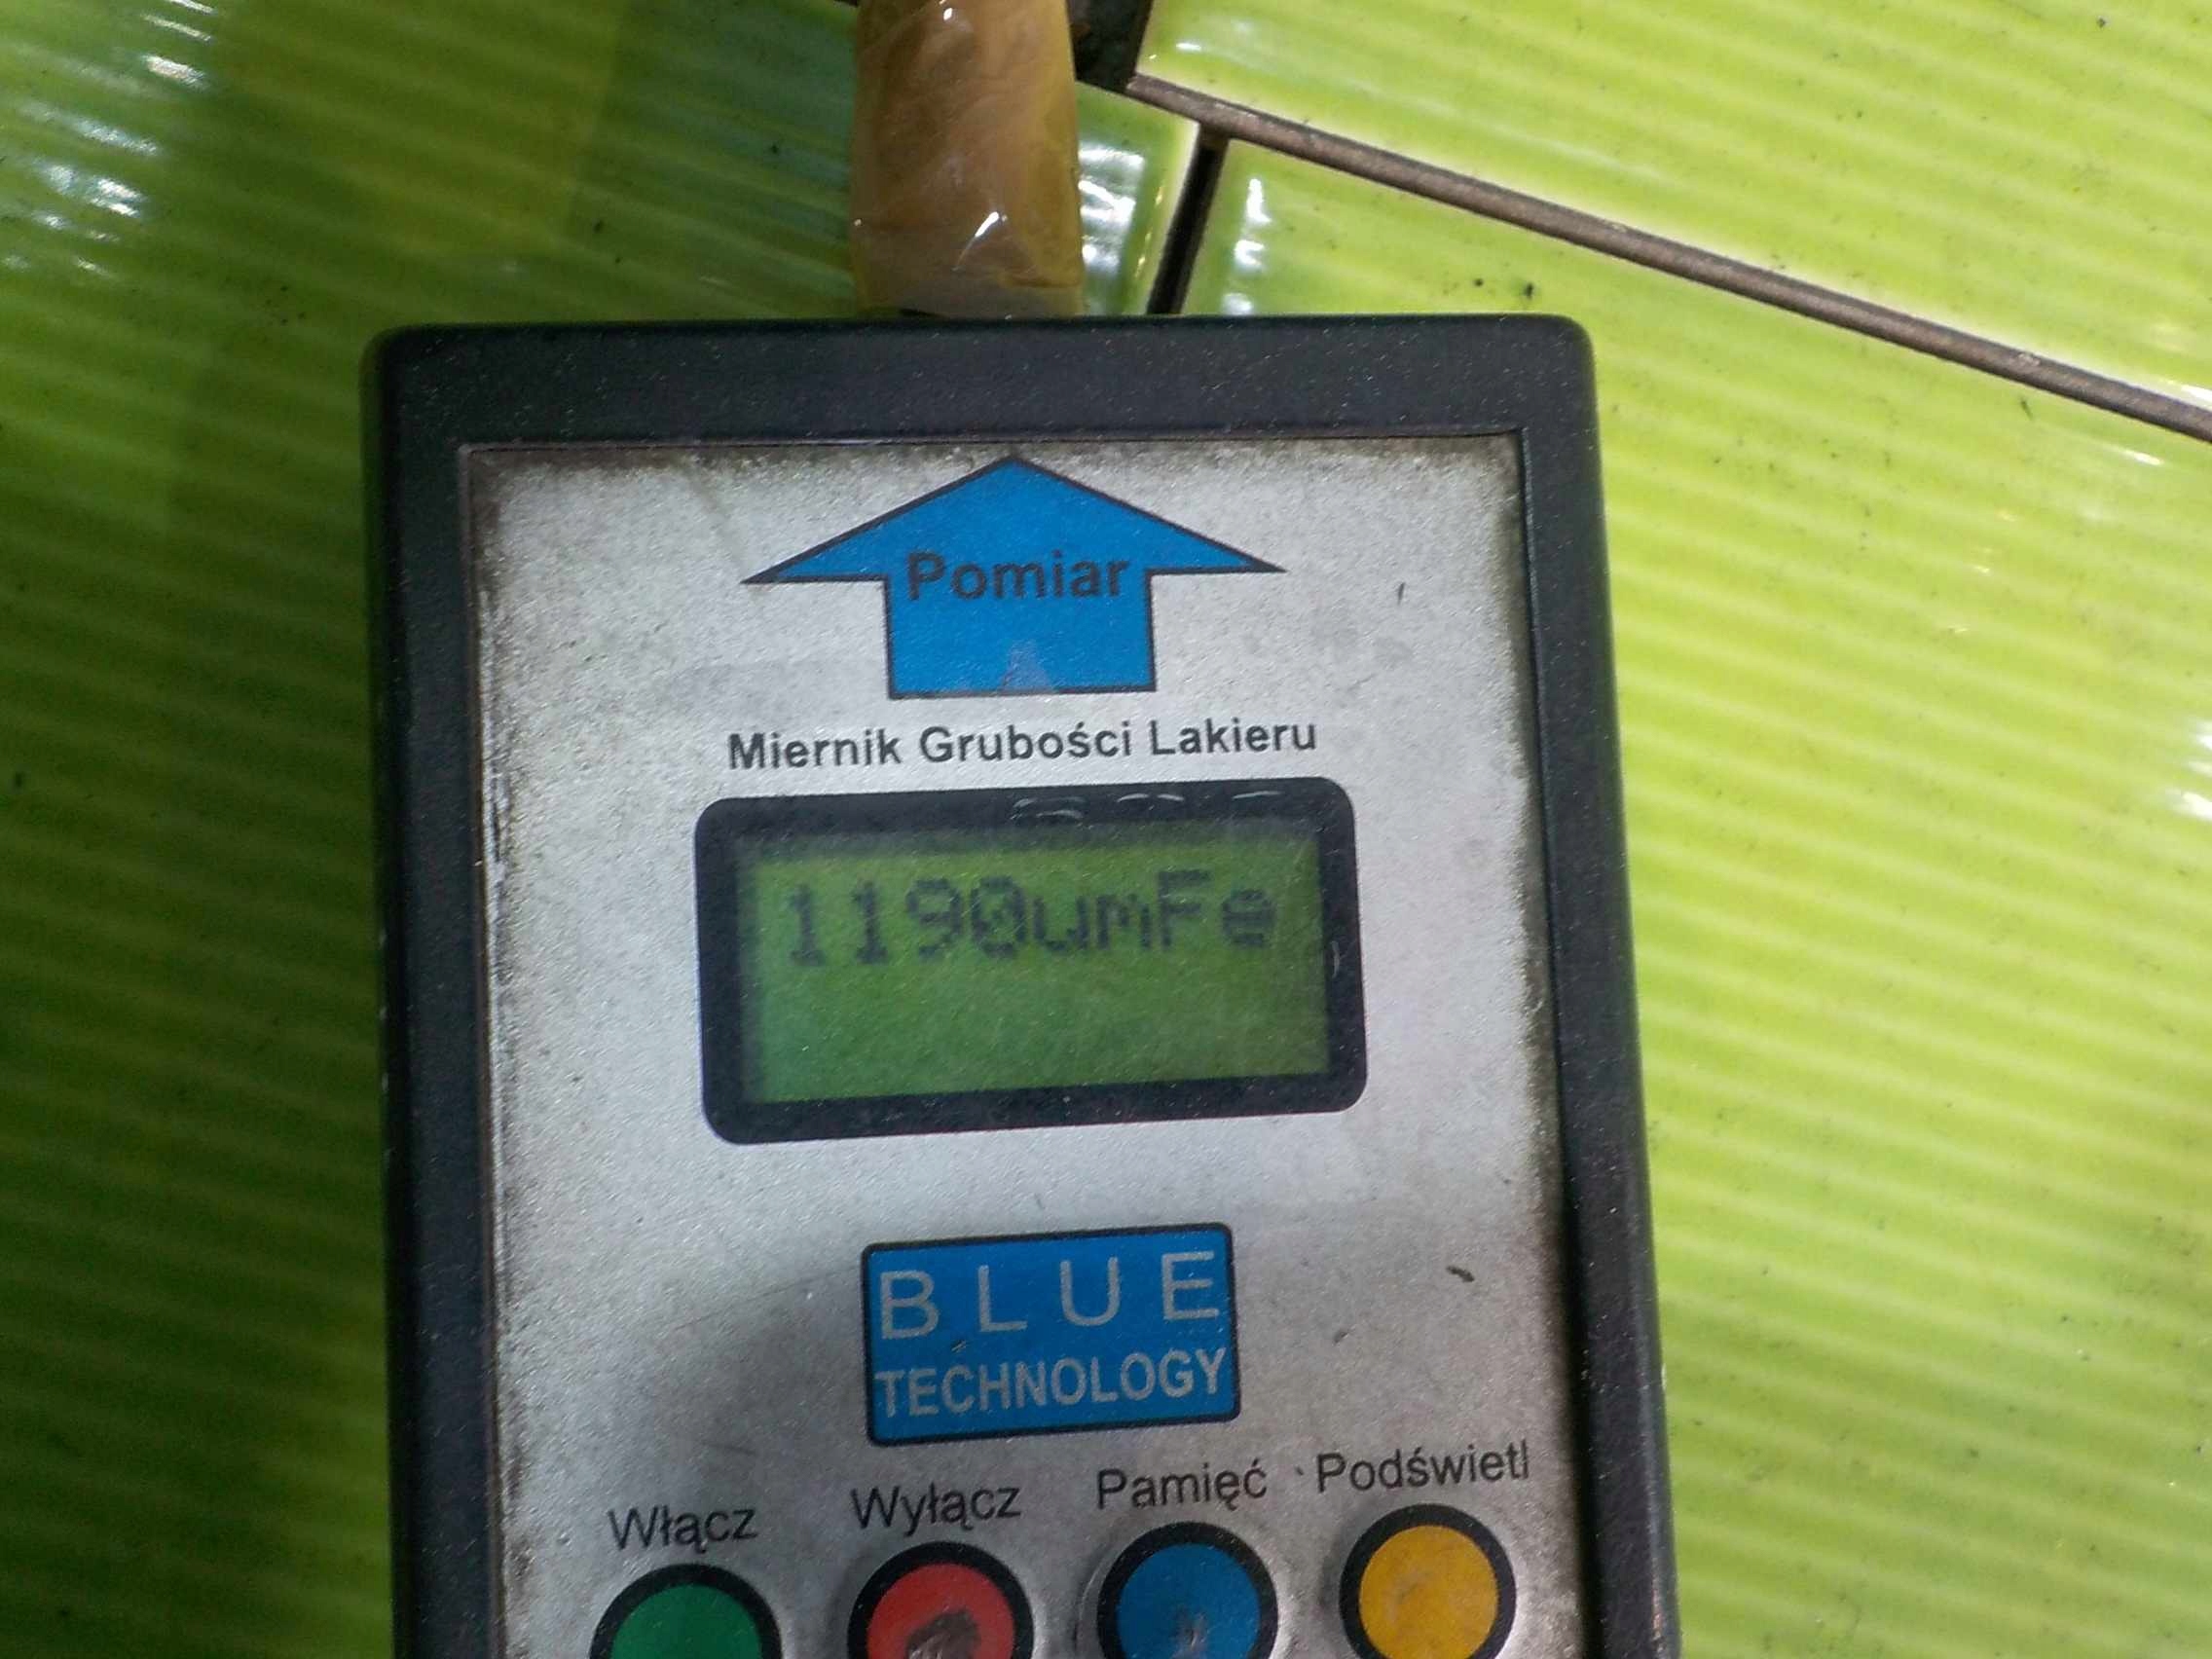 Pomiar
Miernik Grubości Lakieru
1190umFe
BLUE
TECHNOLOGY
Włącz Wyłącz Pamięć Podświetl